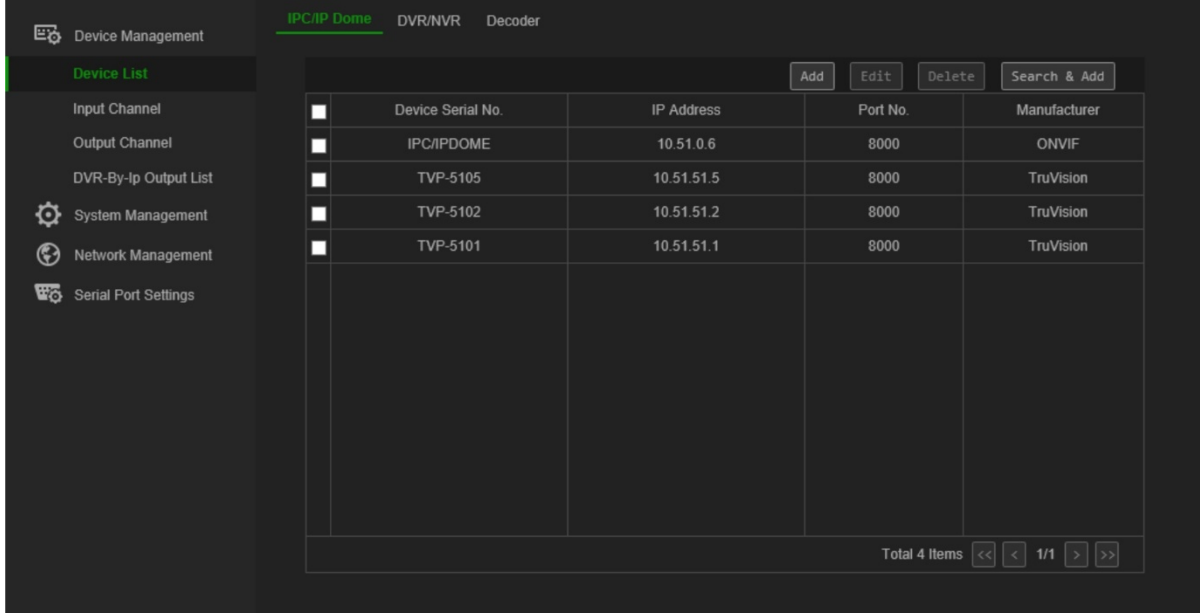 IPC/IP Dome DVR/NVR Decoder
Device Management
Device List
Input Channel
Output Channel
DVR-By-Ip Output List
System Management
Network Management
Serial Port Settings
Add Edit Delete Search & Add
Device Serial No. IP Address Port No. Manufacturer
IPC/IPDOME 10.51.0.6 8000 ONVIF
TVP-5105 10.51.51.5 8000 TruVision
TVP-5102 10.51.51.2 8000 TruVision
TVP-5101 10.51.51.1 8000 TruVision
Total 4 Items << < 1/1 > >>